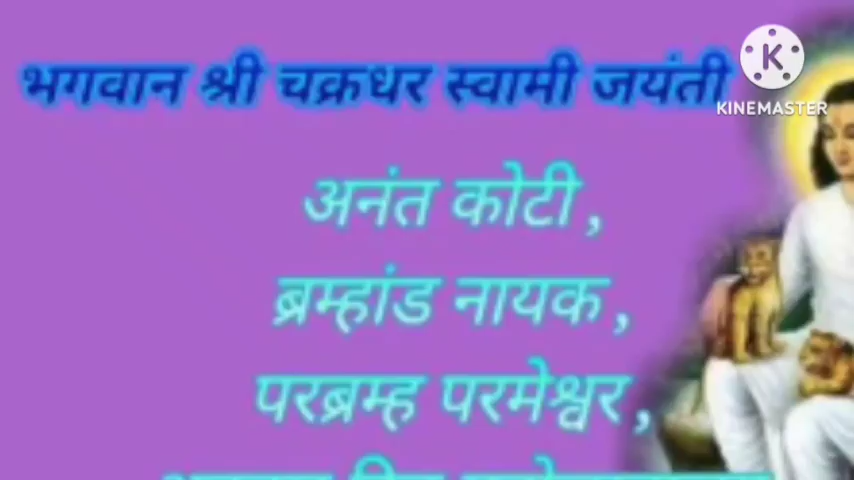 भगवान श्री चक्रधर स्वामी जयंती
KINEMASTER
अनंत कोटी,
ब्रम्हांड नायक,
परब्रम्ह परमेश्वर,